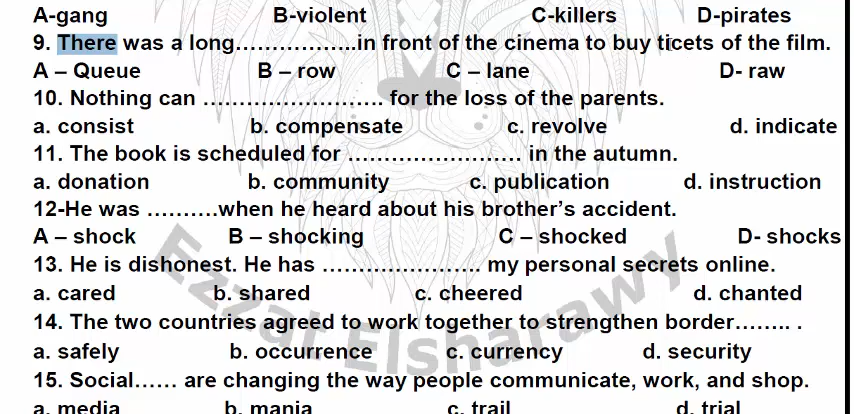 A-gang B-violent C-killers D-pirates
9. There was a long.................in front of the cinema to buy ticets of the film.
A – Queue B – row C – lane D- raw
10. Nothing can ......................... for the loss of the parents.
a. consist b. compensate c. revolve d. indicate
11. The book is scheduled for ........................ in the autumn.
a. donation b. community c. publication d. instruction
12-He was ..........when he heard about his brother’s accident.
A – shock B – shocking C – shocked D- shocks
13. He is dishonest. He has ...................... my personal secrets online.
a. cared b. shared c. cheered d. chanted
14. The two countries agreed to work together to strengthen border........ .
a. safely b. occurrence c. currency d. security
15. Social...... are changing the way people communicate, work, and shop.
a. media b. mania c. trail d. trial
Ezzat Elsharawy